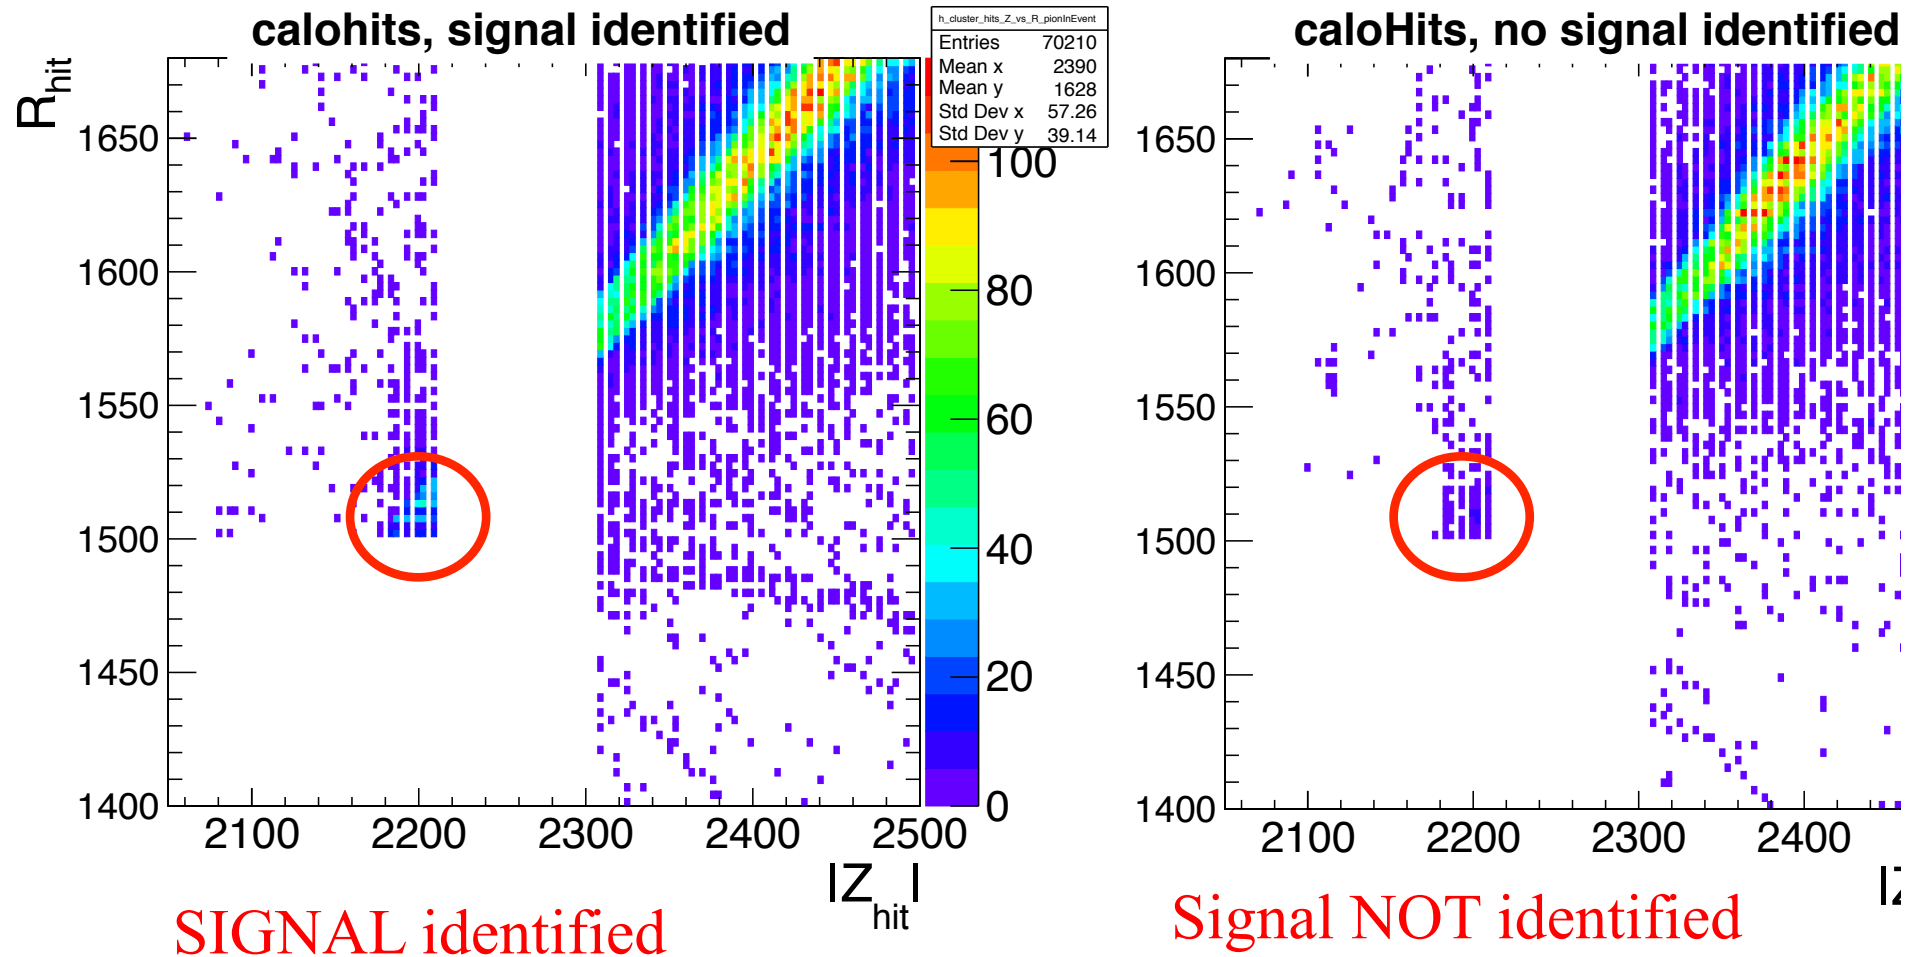 calohits, signal identified
h_cluster_hits_Z_vs_R_pionInEvent
Entries 70210
Mean x 2390
Mean y 1628
Std Dev x 57.26
Std Dev y 39.14
R hit
1650
1600
1550
1500
1450
1400
2100 2200 2300 2400 2500
|Z hit|
100
80
60
40
20
0
SIGNAL identified
caloHits, no signal identified
1650
1600
1550
1500
1450
1400
2100 2200 2300 2400
Signal NOT identified